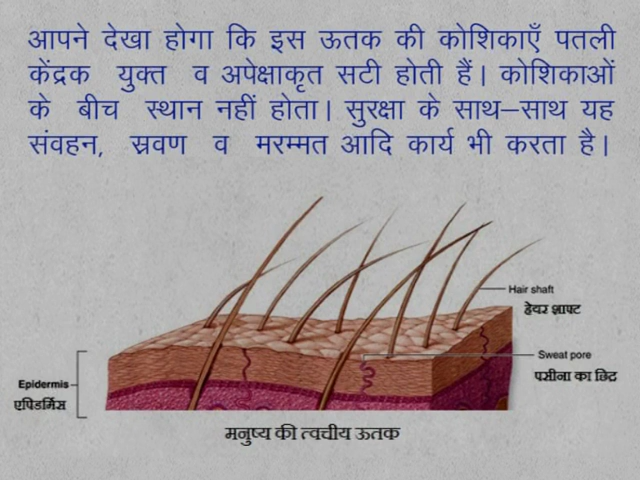 आपने देखा होगा कि इस ऊतक की कोशिकाएँ पतली
केंद्रक युक्त व अपेक्षाकृत सटी होती हैं। कोशिकाओं
के बीच स्थान नहीं होता। सुरक्षा के साथ–साथ यह
संवहन, स्रवण व मरम्मत आदि कार्य भी करता है।
Hair shaft
हेयर शाफ्ट
Sweat pore
पसीना का छिद्र
Epidermis
एपिडर्मिस
मनुष्य की त्वचीय ऊतक